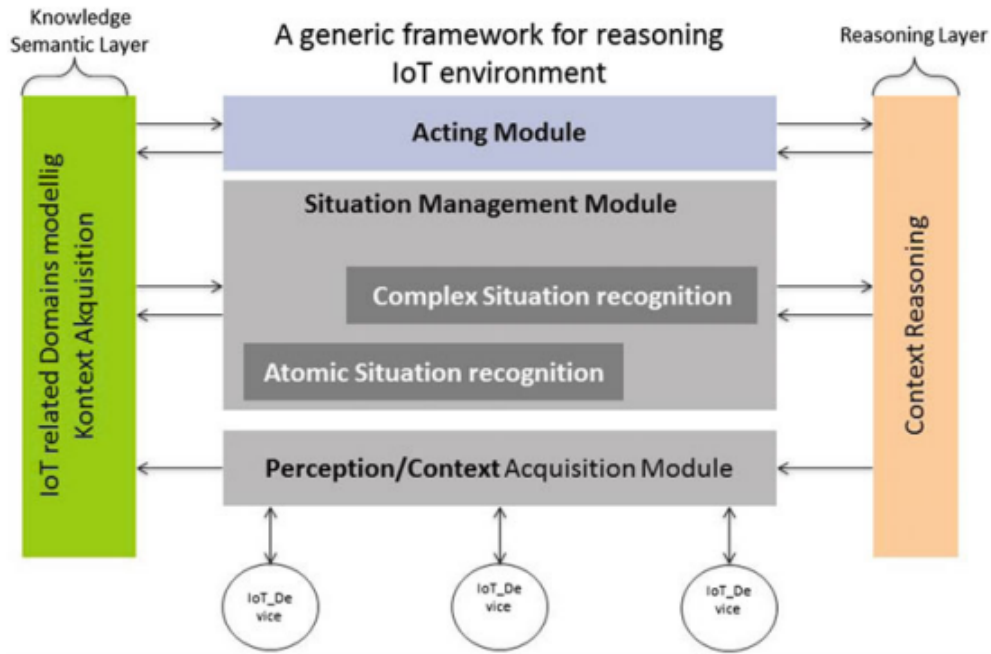 Knowledge
Semantic Layer
A generic framework for reasoning
IoT environment
Reasoning Layer
Acting Module
Situation Management Module
Complex Situation recognition
Atomic Situation recognition
Perception/Context Acquisition Module
IoT related Domains modellig
Kontext Akquisition
Context Reasoning
IoT_De
vice
IoT_De
vice
IoT_De
vice